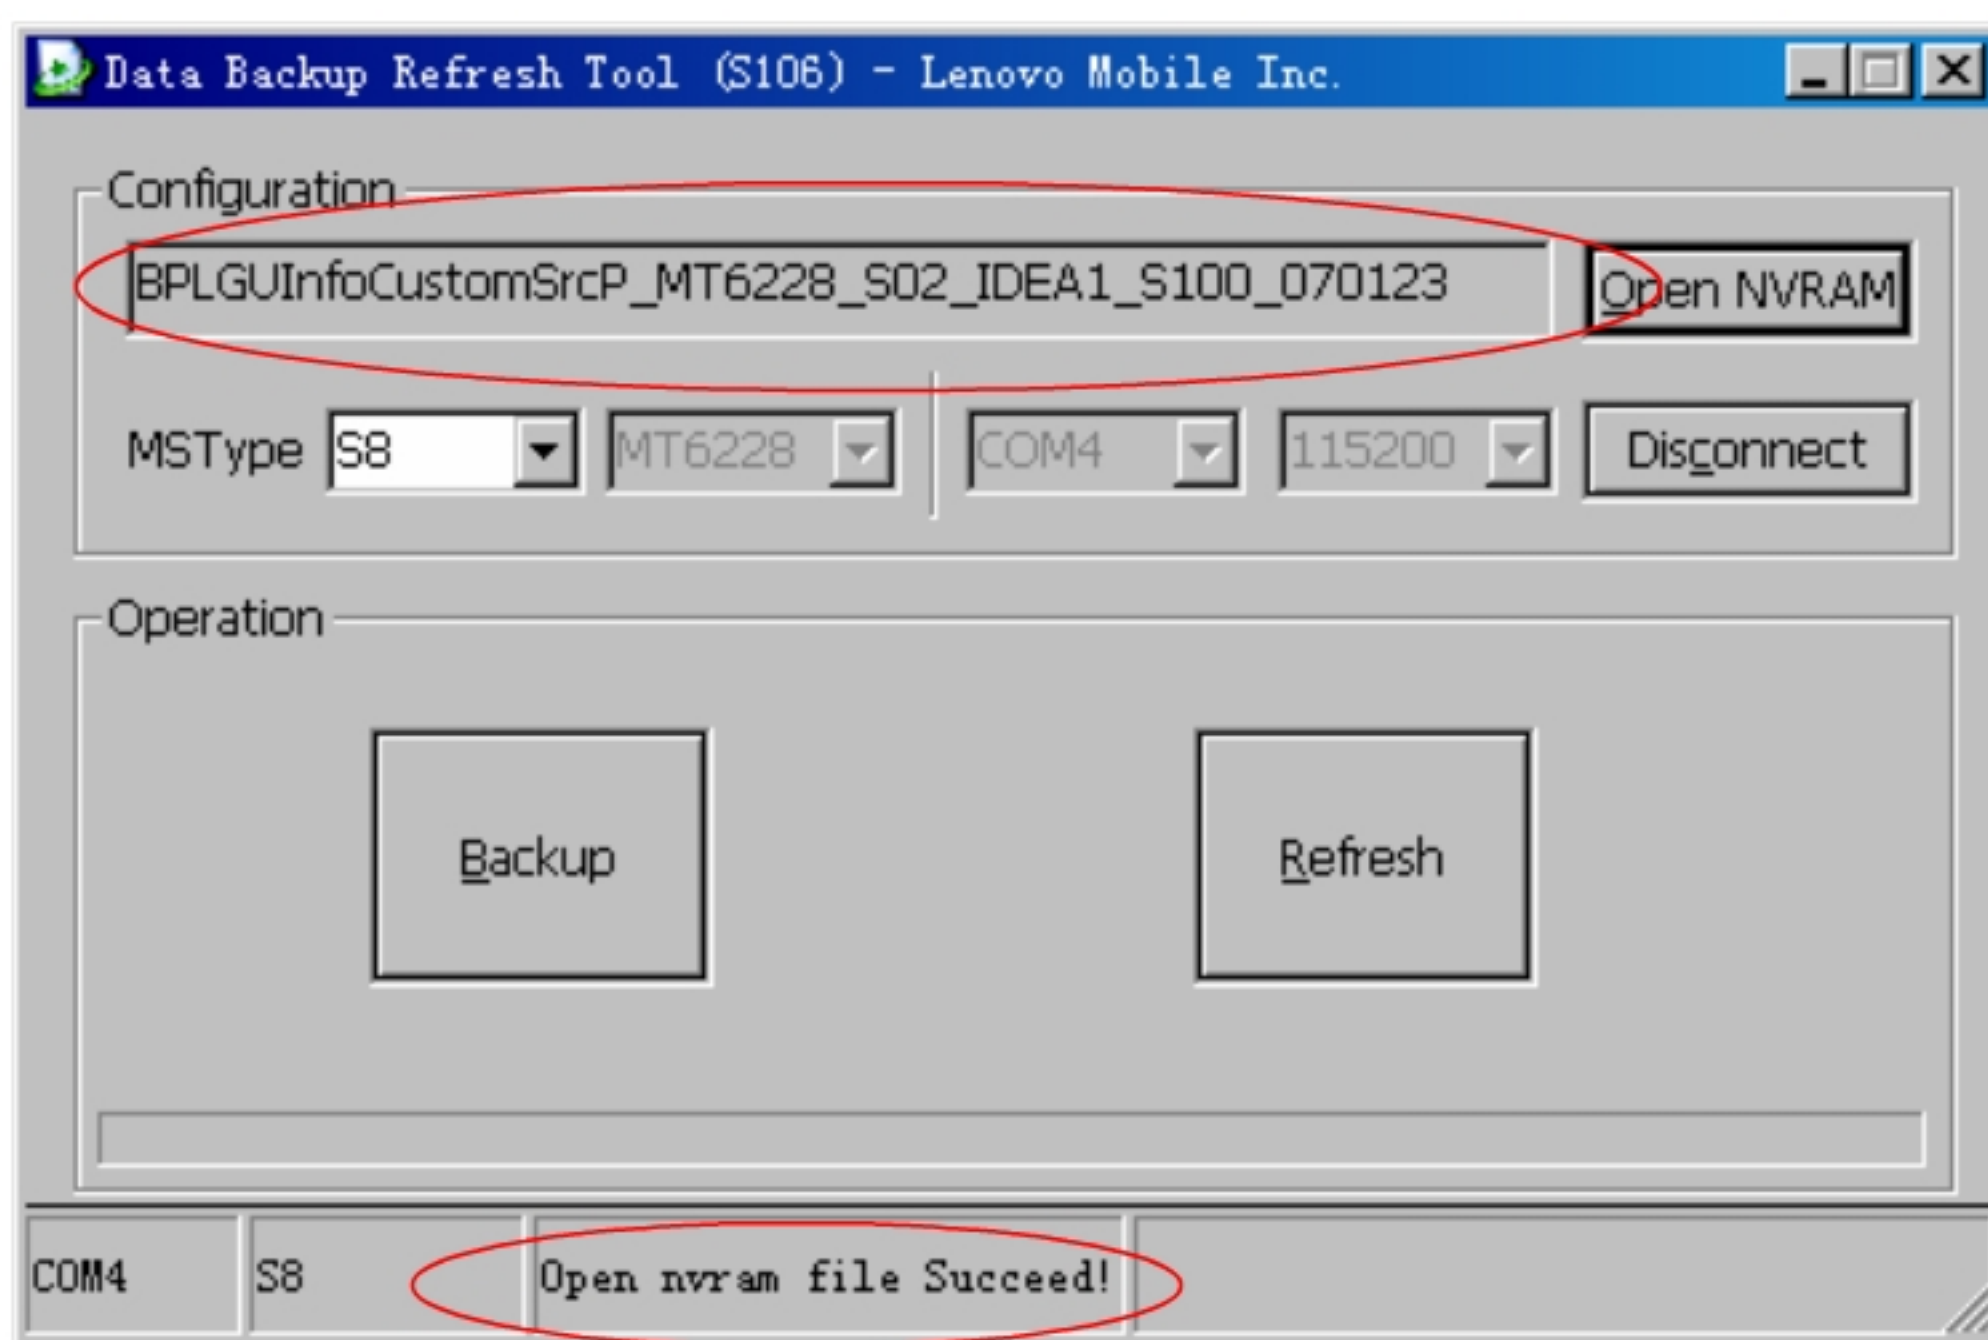 Data Backup Refresh Tool (S106) - Lenovo Mobile Inc.
Configuration
BPLGUInfoCustomSrcP_MT6228_S02_IDEA1_S100_070123
Open NVRAM
MSType S8 MT6228 COM4 115200 Disconnect
Operation
Backup Refresh
COM4 S8 Open nvram file Succeed!